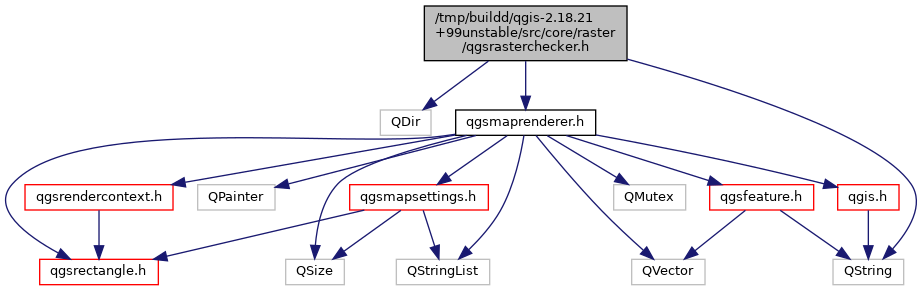 /tmp/buildd/qgis-2.18.21
+99unstable/src/core/raster
/qgsrasterchecker.h
QDir
qgsmaprenderer.h
qgsrendercontext.h
QPainter
qgsmapsettings.h
QMutex
qgsfeature.h
qgis.h
qgsrectangle.h
QSize
QStringList
QVector
QString